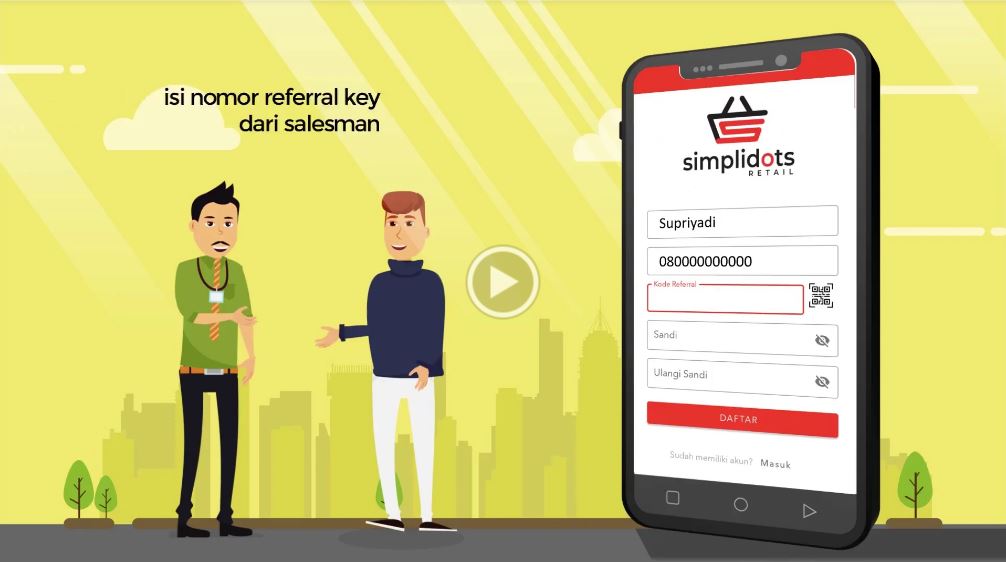 isi nomor referral key
dari salesman
simplidots
RETAIL
Supriyadi
080000000000
Kode Referral
Sandi
Ulangi Sandi
DAFTAR
Sudah memiliki akun? Masuk